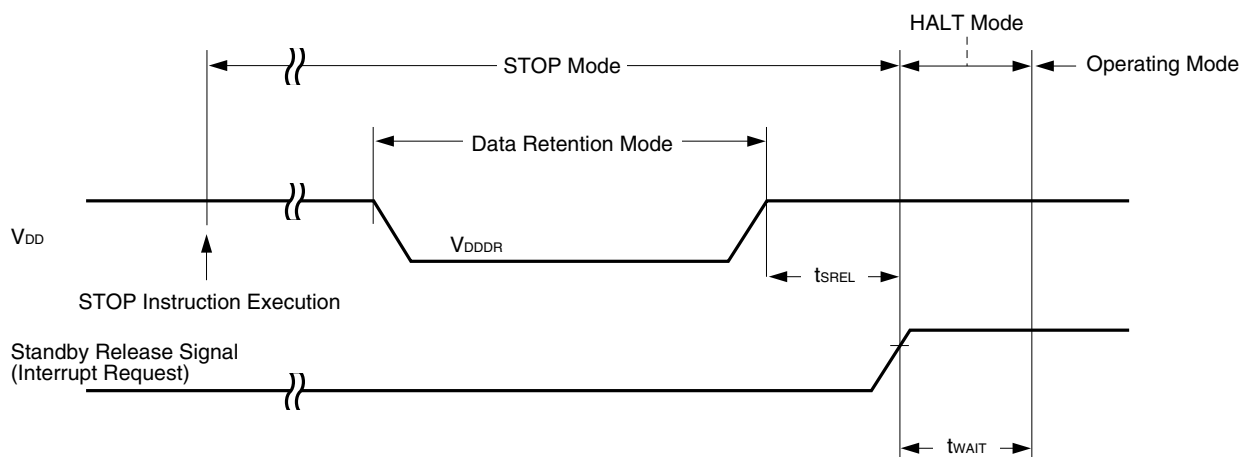 HALT Mode
STOP Mode
Operating Mode
Data Retention Mode
VDD
VDDDR
tSREL
STOP Instruction Execution
Standby Release Signal
(Interrupt Request)
tWAIT